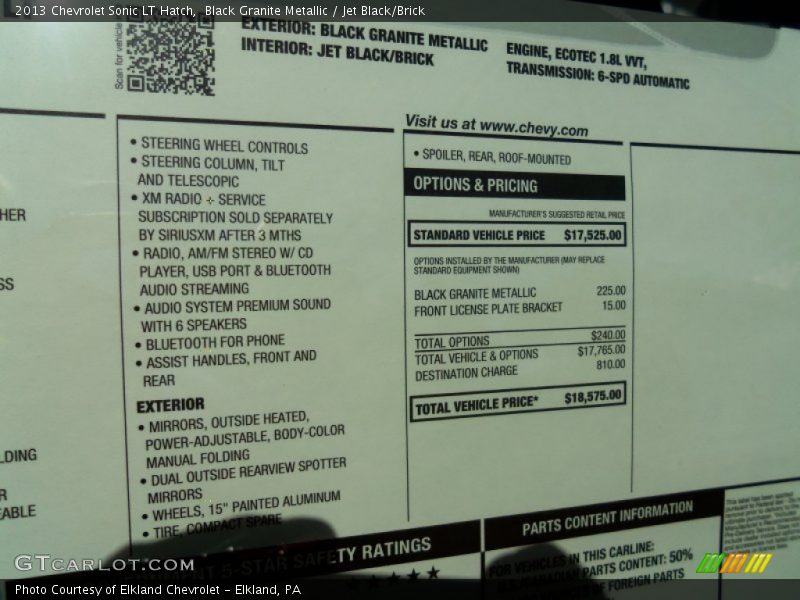 2013 Chevrolet Sonic LT Hatch, Black Granite Metallic / Jet Black/Brick
Scan for vehicle
EXTERIOR: BLACK GRANITE METALLIC
INTERIOR: JET BLACK/BRICK
ENGINE, ECOTEC 1.8L VVT,
TRANSMISSION: 6-SPD AUTOMATIC
HER
SS
LDING
R
EABLE
• STEERING WHEEL CONTROLS
• STEERING COLUMN, TILT
AND TELESCOPIC
• XM RADIO + SERVICE
SUBSCRIPTION SOLD SEPARATELY
BY SIRIUSXM AFTER 3 MTHS
• RADIO, AM/FM STEREO W/ CD
PLAYER, USB PORT & BLUETOOTH
AUDIO STREAMING
• AUDIO SYSTEM PREMIUM SOUND
WITH 6 SPEAKERS
• BLUETOOTH FOR PHONE
• ASSIST HANDLES, FRONT AND
REAR
EXTERIOR
• MIRRORS, OUTSIDE HEATED,
POWER-ADJUSTABLE, BODY-COLOR
MANUAL FOLDING
• DUAL OUTSIDE REARVIEW SPOTTER
MIRRORS
• WHEELS, 15" PAINTED ALUMINUM
• TIRE, COMPACT SPARE
Visit us at www.chevy.com
• SPOILER, REAR, ROOF-MOUNTED
OPTIONS & PRICING
MANUFACTURER'S SUGGESTED RETAIL PRICE
STANDARD VEHICLE PRICE $17,525.00
OPTIONS INSTALLED BY THE MANUFACTURER (MAY REPLACE
STANDARD EQUIPMENT SHOWN)
BLACK GRANITE METALLIC 225.00
FRONT LICENSE PLATE BRACKET 15.00
TOTAL OPTIONS $240.00
TOTAL VEHICLE & OPTIONS $17,765.00
DESTINATION CHARGE 810.00
TOTAL VEHICLE PRICE* $18,575.00
5-STAR SAFETY RATINGS
PARTS CONTENT INFORMATION
FOR VEHICLES IN THIS CARLINE:
U.S./CANADIAN PARTS CONTENT: 50%
OF FOREIGN PARTS
GTCARLOT.COM
Photo Courtesy of Elkland Chevrolet - Elkland, PA